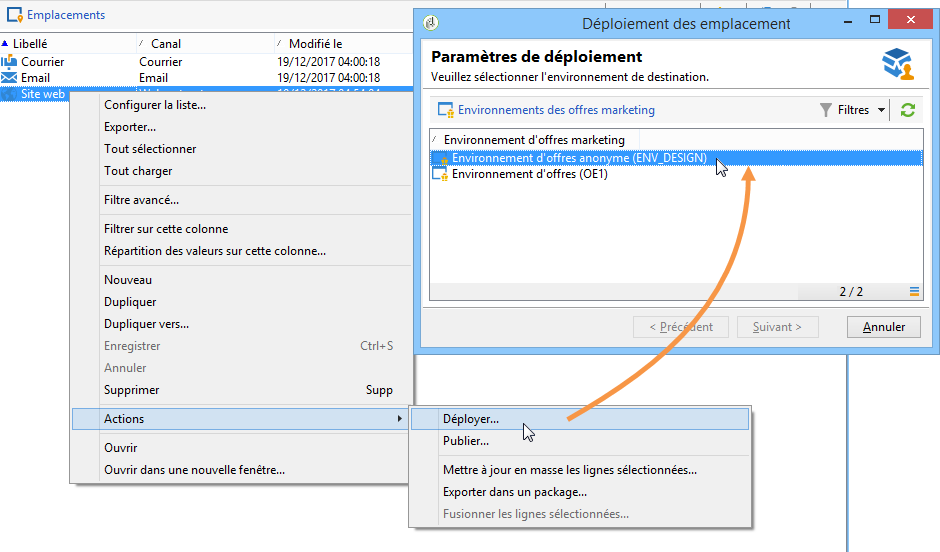 Emplacements
Libellé Canal Modifié le
Courrier Courrier 19/12/2017 04:00:18
Email Email 19/12/2017 04:00:18
Site web
Configurer la liste...
Exporter...
Tout sélectionner
Tout charger
Filtre avancé...
Filtrer sur cette colonne
Répartition des valeurs sur cette colonne...
Nouveau
Dupliquer
Dupliquer vers...
Enregistrer Ctrl+S
Annuler
Supprimer Supp
Actions
Ouvrir
Ouvrir dans une nouvelle fenêtre...
Déployer...
Publier...
Mettre à jour en masse les lignes sélectionnées...
Exporter dans un package...
Fusionner les lignes sélectionnées...
Déploiement des emplacement
Paramètres de déploiement
Veuillez sélectionner l'environnement de destination.
Environnements des offres marketing Filtres
Environnement d'offres marketing
Environnement d'offres anonyme (ENV_DESIGN)
Environnement d'offres (OE1)
2 / 2
< Précédent Suivant > Annuler